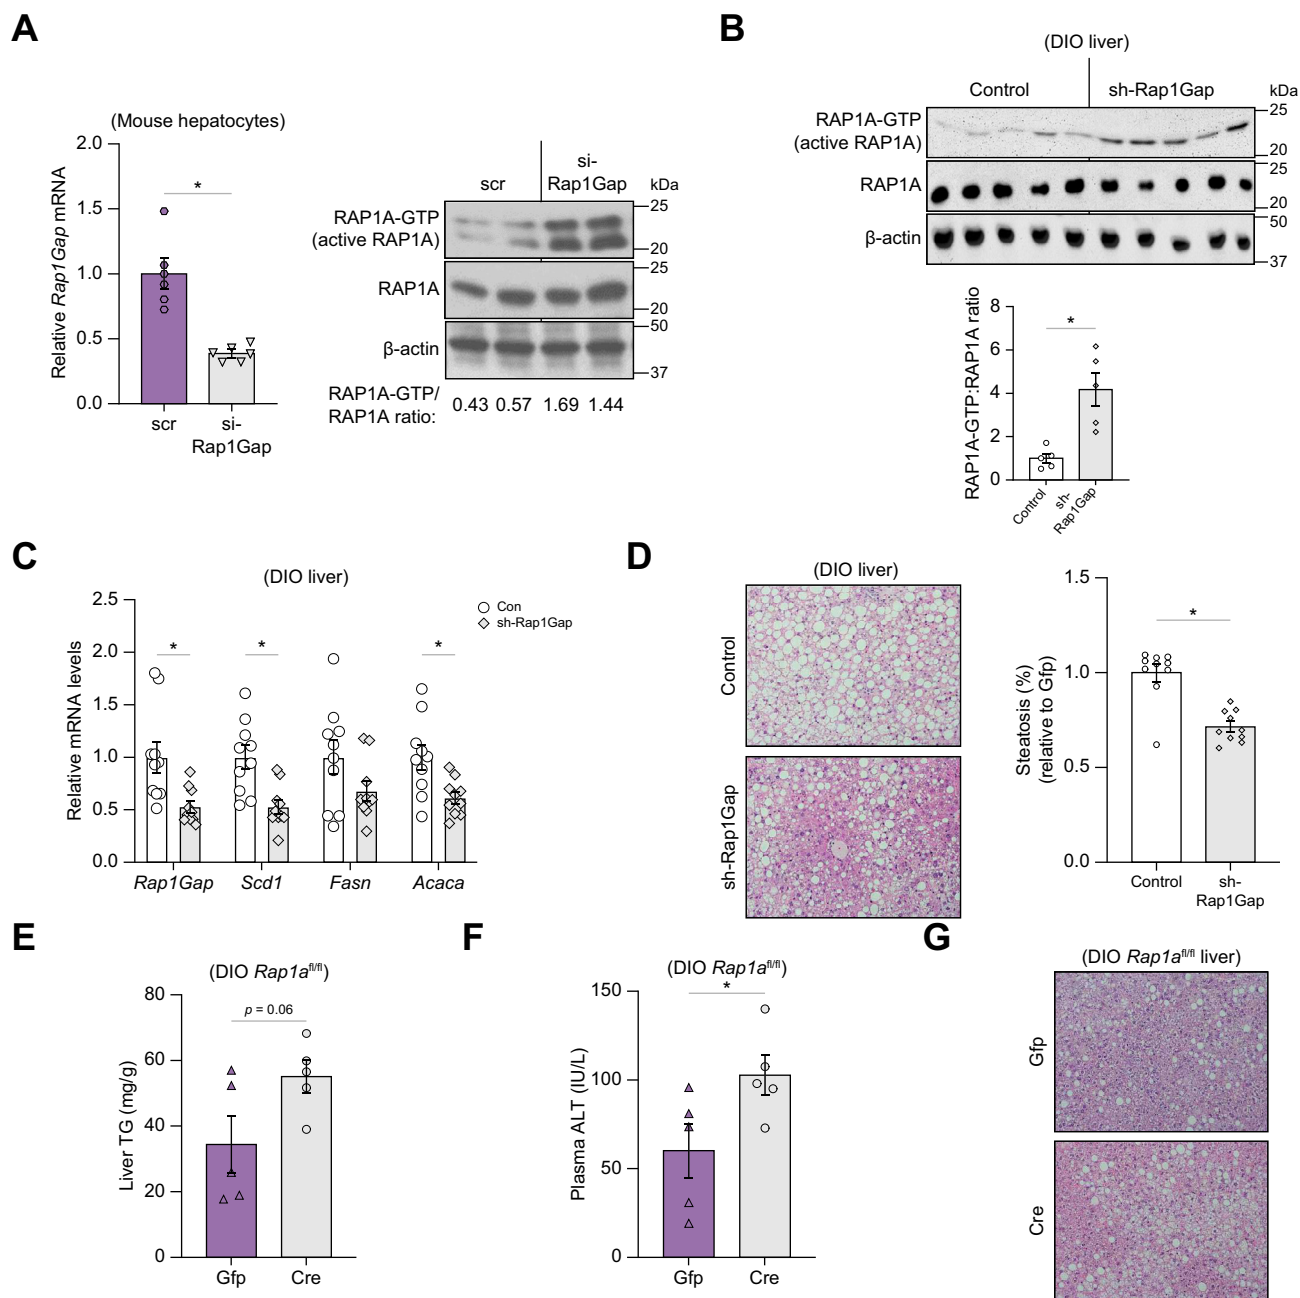 A
(Mouse hepatocytes)
Relative Rap1Gap mRNA
2.0
1.5
1.0
0.5
0.0
*
scr
si-
Rap1Gap
scr
si-
Rap1Gap
kDa
RAP1A-GTP
(active RAP1A)
25
20
RAP1A
25
20
β-actin
50
37
RAP1A-GTP/
RAP1A ratio:
0.43 0.57 1.69 1.44
B
(DIO liver)
Control
sh-Rap1Gap
kDa
RAP1A-GTP
(active RAP1A)
25
20
RAP1A
25
20
β-actin
50
37
RAP1A-GTP:RAP1A ratio
8
6
4
2
0
*
Control
sh-
Rap1Gap
C
(DIO liver)
Relative mRNA levels
2.5
2.0
1.5
1.0
0.5
0.0
Con
sh-Rap1Gap
* * *
Rap1Gap Scd1 Fasn Acaca
D
(DIO liver)
Control
sh-Rap1Gap
Steatosis (%)
(relative to Gfp)
1.5
1.0
0.5
0.0
*
Control
sh-
Rap1Gap
E
(DIO Rap1afl/fl)
Liver TG (mg/g)
80
60
40
20
0
p = 0.06
Gfp Cre
F
(DIO Rap1afl/fl)
Plasma ALT (IU/L)
150
100
50
0
*
Gfp Cre
G
(DIO Rap1afl/fl liver)
Gfp
Cre